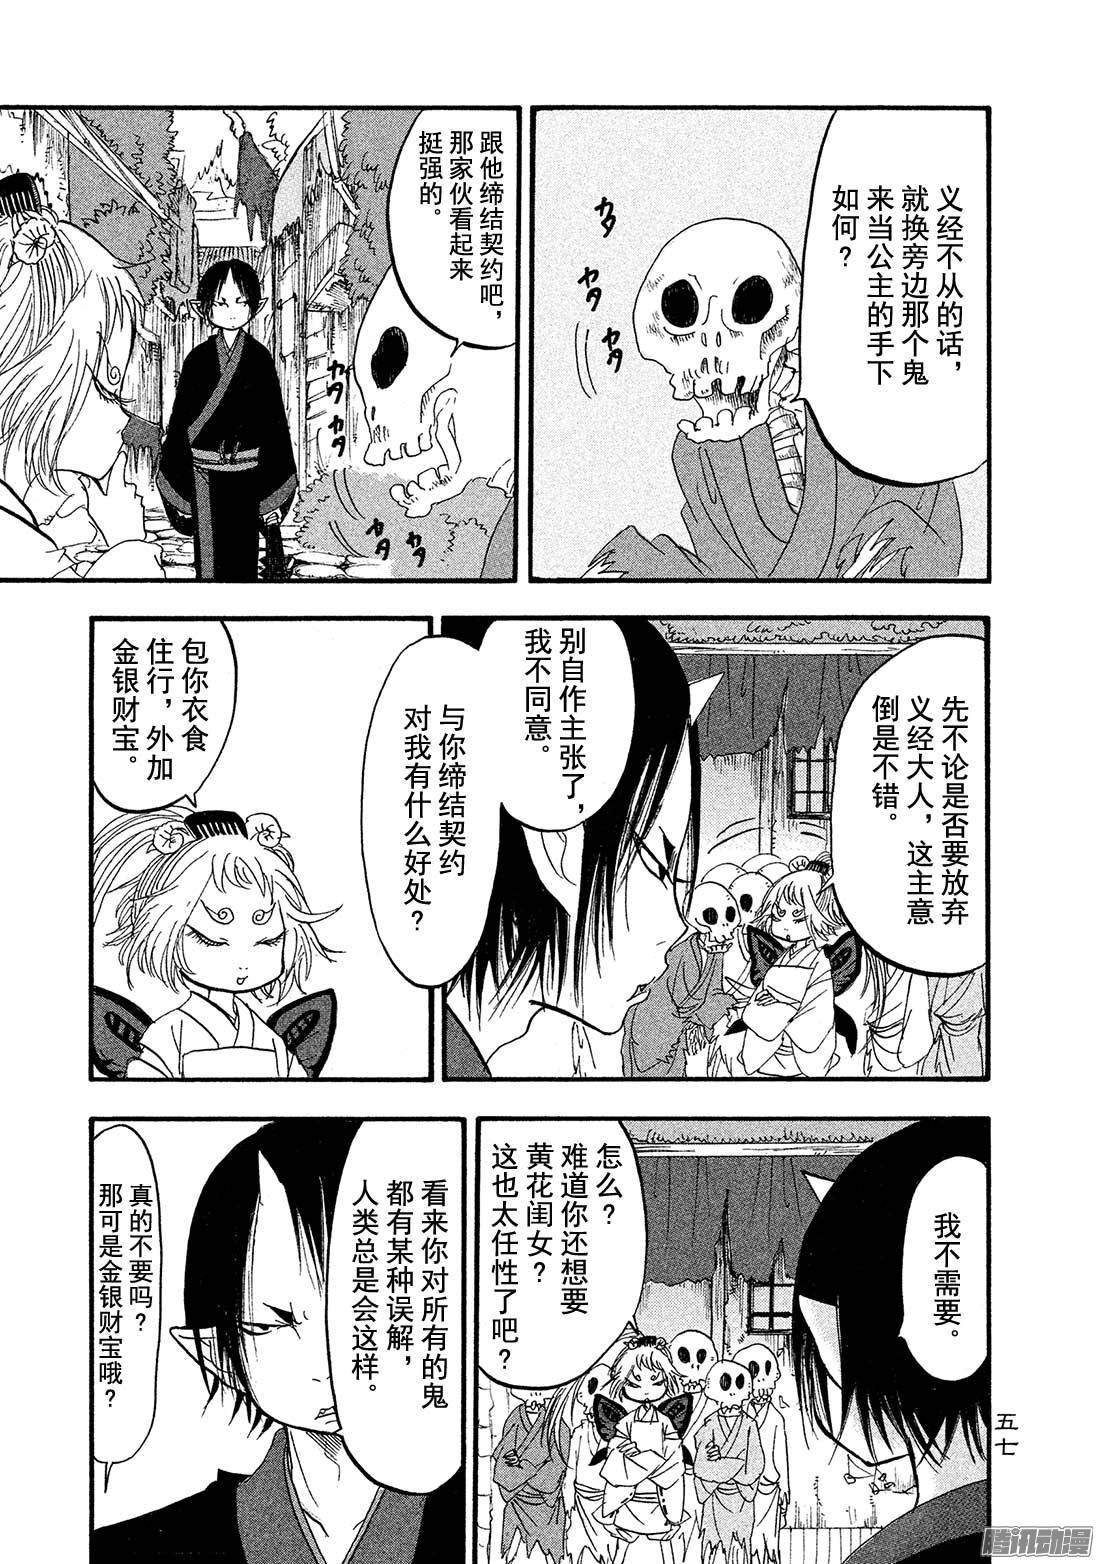 义经不从的话，
就换旁边那个鬼
来当公主的手下
如何？
カタ
カタ
カタ
跟他缔结契约吧，
那家伙看起来
挺强的。
カタ
カタ
カタ
カタ
先不论是否要放弃
义经大人，这主意
倒是不错。
别自作主张了，
我不同意。
与你缔结契约
对我有什么好处？
包你衣食
住行，外加
金银财宝。
我不需要。
怎么？
难道你还想要
黄花闺女？
这也太任性了吧？
看来你对所有的鬼
都有某种误解，
人类总是会这样。
真的不要吗？
那可是金银财宝哦？
五七
腾讯动漫